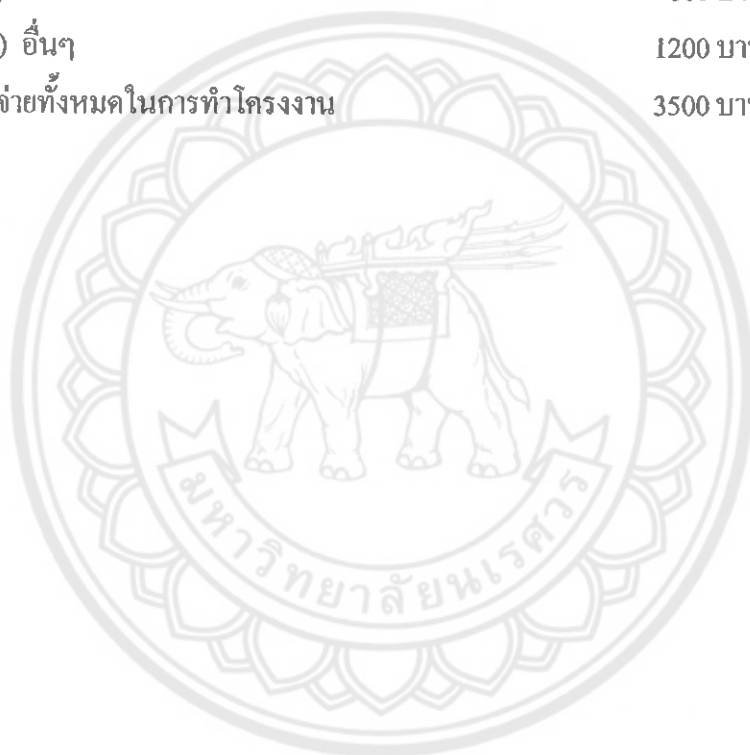 ) อื่นๆ
1200 บา
จ่ายทั้งหมดในการทำโครงงาน
3500 บา
มหาวิทยาลัยนเรศวร